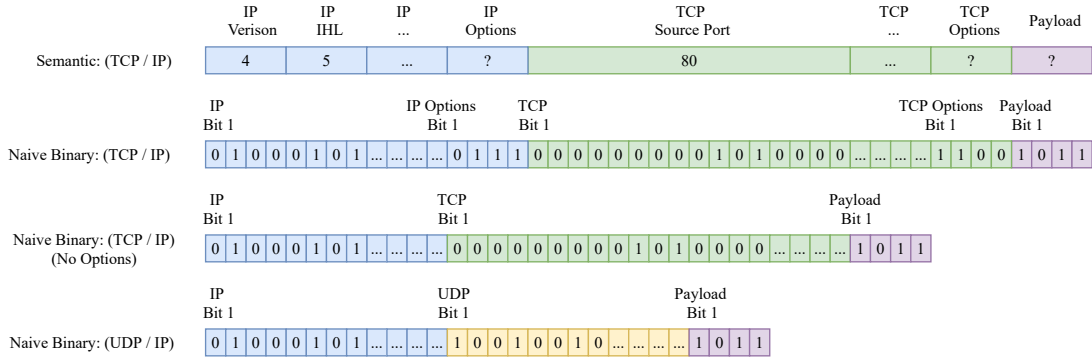 IP Verison
IP IHL
IP ...
IP Options
TCP Source Port
TCP ...
TCP Options
Payload
Semantic: (TCP / IP)
4 5 ... ? 80 ... ? ?
IP Bit 1
IP Options Bit 1
TCP Bit 1
TCP Options Bit 1
Payload Bit 1
Naive Binary: (TCP / IP)
0 1 0 0 0 1 0 1 ... ... ... ... 0 1 1 1 0 0 0 0 0 0 0 0 0 1 0 1 0 0 0 0 ... ... ... ... 1 1 0 0 1 0 1 1
IP Bit 1
TCP Bit 1
Payload Bit 1
Naive Binary: (TCP / IP)
(No Options)
0 1 0 0 0 1 0 1 ... ... ... ... 0 0 0 0 0 0 0 0 0 1 0 1 0 0 0 0 ... ... ... ... 1 0 1 1
IP Bit 1
UDP Bit 1
Payload Bit 1
Naive Binary: (UDP / IP)
0 1 0 0 0 1 0 1 ... ... ... ... 1 0 0 1 0 0 1 0 ... ... ... ... 1 0 1 1